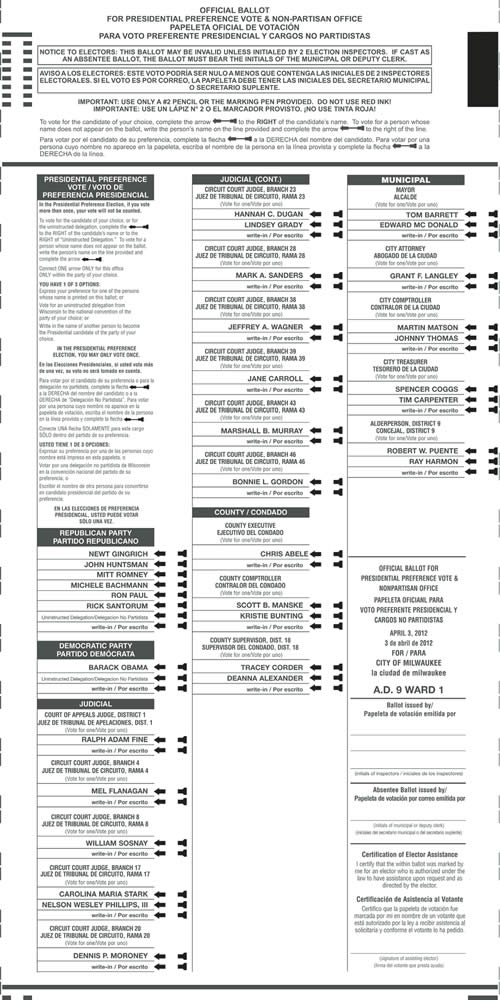 OFFICIAL BALLOT
FOR PRESIDENTIAL PREFERENCE VOTE & NON-PARTISAN OFFICE
PAPELETA OFICIAL DE VOTACIÓN
PARA VOTO PREFERENTE PRESIDENCIAL Y CARGOS NO PARTIDISTAS
NOTICE TO ELECTORS: THIS BALLOT MAY BE INVALID UNLESS INITIALED BY 2 ELECTION INSPECTORS. IF CAST AS
AN ABSENTEE BALLOT, THE BALLOT MUST BEAR THE INITIALS OF THE MUNICIPAL OR DEPUTY CLERK.
AVISO A LOS ELECTORES: ESTE VOTO PODRÍA SER NULO A MENOS QUE CONTENGA LAS INICIALES DE 2 INSPECTORES
ELECTORALES. SI EL VOTO ES POR CORREO, LA PAPELETA DEBE TENER LAS INICIALES DEL SECRETARIO MUNICIPAL
O SECRETARIO SUPLENTE.
IMPORTANT: USE ONLY A #2 PENCIL OR THE MARKING PEN PROVIDED. DO NOT USE RED INK!
IMPORTANTE: USE UN LÁPIZ N° 2 O EL MARCADOR PROVISTO. ¡NO USE TINTA ROJA!
To vote for the candidate of your choice, complete the arrow to the RIGHT of the candidate's name. To vote for a person whose
name does not appear on the ballot, write the person's name on the line provided and complete the arrow to the right of the line.
Para votar por el candidato de su preferencia, complete la flecha a la DERECHA del nombre del candidato. Para votar por una
persona cuyo nombre no aparece en la papeleta, escriba el nombre de la persona en la línea provista y complete la flecha a la
DERECHA de la línea.
PRESIDENTIAL PREFERENCE
VOTE / VOTO DE
PREFERENCIA PRESIDENCIAL
In the Presidential Preference Election, if you vote
more then once, your vote will not be counted.
To vote for the candidate of your choice, or for
the uninstructed delegation, complete the
to the RIGHT of the candidate's name or to the
RIGHT of "Uninstructed Delegation." To vote for a
person whose name does not appear on the ballot,
write the person's name on the line provided and
complete the arrow
Connect ONE arrow ONLY for this office
ONLY within the party of your choice.
YOU HAVE 1 OF 3 OPTIONS:
Express your preference for one of the persons
whose name is printed on this ballot; or
Vote for an uninstructed delegation from
Wisconsin to the national convention of the
party of your choice; or
Write in the name of another person to become
the Presidential candidate of the party of your
choice.
IN THE PRESIDENTIAL PREFERENCE
ELECTION, YOU MAY ONLY VOTE ONCE.
En las Elecciones Presidenciales, si usted vota más
de una vez, su voto no será tomado en cuenta.
Para votar por el candidato de su preferencia o para la
delegación no partidista, complete la flecha
a la DERECHA del nombre del candidato o a la
DERECHA de "Delegación No Partidista". Para votar
por una persona cuyo nombre no aparece en la
papeleta de votación, escriba el nombre de la persona
en la línea provista y complete la flecha
Conecte UNA flecha SOLAMENTE para este cargo
SÓLO dentro del partido de su preferencia.
USTED TIENE 1 DE 3 OPCIONES:
Expresar su preferencia por una de las personas cuyo
nombre está impreso en esta papeleta, o
Votar por una delegación no partidista de Wisconsin
en la convención nacional del partido de su
preferencia, o
Escribir el nombre de otra persona para convertirse
en candidato presidencial del partido de su
preferencia;
EN LAS ELECCIONES DE PREFERENCIA
PRESIDENCIAL, USTED PUEDE VOTAR
SÓLO UNA VEZ.
REPUBLICAN PARTY
PARTIDO REPUBLICANO
NEWT GINGRICH
JOHN HUNTSMAN
MITT ROMNEY
MICHELE BACHMANN
RON PAUL
RICK SANTORUM
Uninstructed Delegation/Delegacion No Partidista
write-in / Por escrito
DEMOCRATIC PARTY
PARTIDO DEMÓCRATA
BARACK OBAMA
Uninstructed Delegation/Delegacion No Partidista
write-in / Por escrito
JUDICIAL
COURT OF APPEALS JUDGE, DISTRICT 1
JUEZ DE TRIBUNAL DE APELACIONES, DIST. 1
(Vote for one/Vote por uno)
RALPH ADAM FINE
write-in / Por escrito
CIRCUIT COURT JUDGE, BRANCH 4
JUEZ DE TRIBUNAL DE CIRCUITO, RAMA 4
(Vote for one/Vote por uno)
MEL FLANAGAN
write-in / Por escrito
CIRCUIT COURT JUDGE, BRANCH 8
JUEZ DE TRIBUNAL DE CIRCUITO, RAMA 8
(Vote for one/Vote por uno)
WILLIAM SOSNAY
write-in / Por escrito
CIRCUIT COURT JUDGE, BRANCH 17
JUEZ DE TRIBUNAL DE CIRCUITO, RAMA 17
(Vote for one/Vote por uno)
CAROLINA MARIA STARK
NELSON WESLEY PHILLIPS, III
write-in / Por escrito
CIRCUIT COURT JUDGE, BRANCH 20
JUEZ DE TRIBUNAL DE CIRCUITO, RAMA 20
(Vote for one/Vote por uno)
DENNIS P. MORONEY
write-in / Por escrito
JUDICIAL (CONT.)
CIRCUIT COURT JUDGE, BRANCH 23
JUEZ DE TRIBUNAL DE CIRCUITO, RAMA 23
(Vote for one/Vote por uno)
HANNAH C. DUGAN
LINDSEY GRADY
write-in / Por escrito
CIRCUIT COURT JUDGE, BRANCH 28
JUEZ DE TRIBUNAL DE CIRCUITO, RAMA 28
(Vote for one/Vote por uno)
MARK A. SANDERS
write-in / Por escrito
CIRCUIT COURT JUDGE, BRANCH 38
JUEZ DE TRIBUNAL DE CIRCUITO, RAMA 38
(Vote for one/Vote por uno)
JEFFREY A. WAGNER
write-in / Por escrito
CIRCUIT COURT JUDGE, BRANCH 39
JUEZ DE TRIBUNAL DE CIRCUITO, RAMA 39
(Vote for one/Vote por uno)
JANE CARROLL
write-in / Por escrito
CIRCUIT COURT JUDGE, BRANCH 43
JUEZ DE TRIBUNAL DE CIRCUITO, RAMA 43
(Vote for one/Vote por uno)
MARSHALL B. MURRAY
write-in / Por escrito
CIRCUIT COURT JUDGE, BRANCH 46
JUEZ DE TRIBUNAL DE CIRCUITO, RAMA 46
(Vote for one/Vote por uno)
BONNIE L. GORDON
write-in / Por escrito
COUNTY / CONDADO
COUNTY EXECUTIVE
EJECUTIVO DEL CONDADO
(Vote for one/Vote por uno)
CHRIS ABELE
write-in / Por escrito
COUNTY COMPTROLLER
CONTRALOR DEL CONDADO
(Vote for one/Vote por uno)
SCOTT B. MANSKE
KRISTIE BUNTING
write-in / Por escrito
COUNTY SUPERVISOR, DIST. 18
SUPERVISOR DEL CONDADO, DIST. 18
(Vote for one/Vote por uno)
TRACEY CORDER
DEANNA ALEXANDER
write-in / Por escrito
MUNICIPAL
MAYOR
ALCALDE
(Vote for one/Vote por uno)
TOM BARRETT
EDWARD MC DONALD
write-in / Por escrito
CITY ATTORNEY
ABOGADO DE LA CIUDAD
(Vote for one/Vote por uno)
GRANT F. LANGLEY
write-in / Por escrito
CITY COMPTROLLER
CONTRALOR DE LA CIUDAD
(Vote for one/Vote por uno)
MARTIN MATSON
JOHNNY THOMAS
write-in / Por escrito
CITY TREASURER
TESORERO DE LA CIUDAD
(Vote for one/Vote por uno)
SPENCER COGGS
TIM CARPENTER
write-in / Por escrito
ALDERPERSON, DISTRICT 9
CONCEJAL, DISTRICT 9
(Vote for one/Vote por uno)
ROBERT W. PUENTE
RAY HARMON
write-in / Por escrito
OFFICIAL BALLOT FOR
PRESIDENTIAL PREFERENCE VOTE &
NONPARTISAN OFFICE
PAPELETA OFICIANL PARA
VOTO PREFERENTE PRESIDENCIAL Y
CARGOS NO PARTISTAS
APRIL 3, 2012
3 de abril de 2012
FOR / PARA
CITY OF MILWAUKEE
la ciudad de milwaukee
A.D. 9 WARD 1
Ballot issued by/
Papeleta de votación emitida por
(Initials of inspectors / iniciales de los inspectores)
Absentee Ballot issued by/
Papeleta de votación por correo emitida por
(initials of municipal or deputy clerk)
(iniciales del secretario municipal o del secretario suplente)
Certification of Elector Assistance
I certify that the within ballot was marked by
me for an elector who is authorized under the
law to have assistance upon request and as
directed by the elector.
Certificación de Asistencia al Votante
Certifico que la papeleta de votación fue
marcada por mí en nombre de un votante que
está autorizado por la ley a recibir asistencia al
solicitarla y conforme el votante lo ha pedido.
(signature of assisting elector)
(firma del votante que presta ayuda)